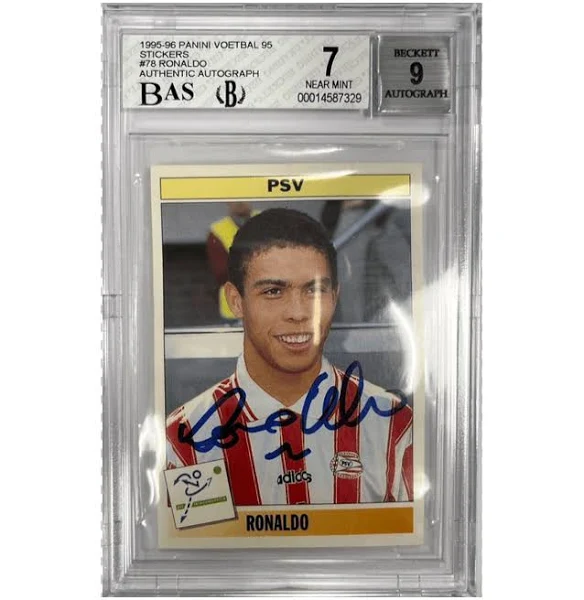 1995-96 PANINI VOETBAL 95
STICKERS
#78 RONALDO
AUTHENTIC AUTOGRAPH
BAS B
7
NEAR MINT
00014587329
BECKETT
9
AUTOGRAPH
PSV
adidas
PSV
RONALDO